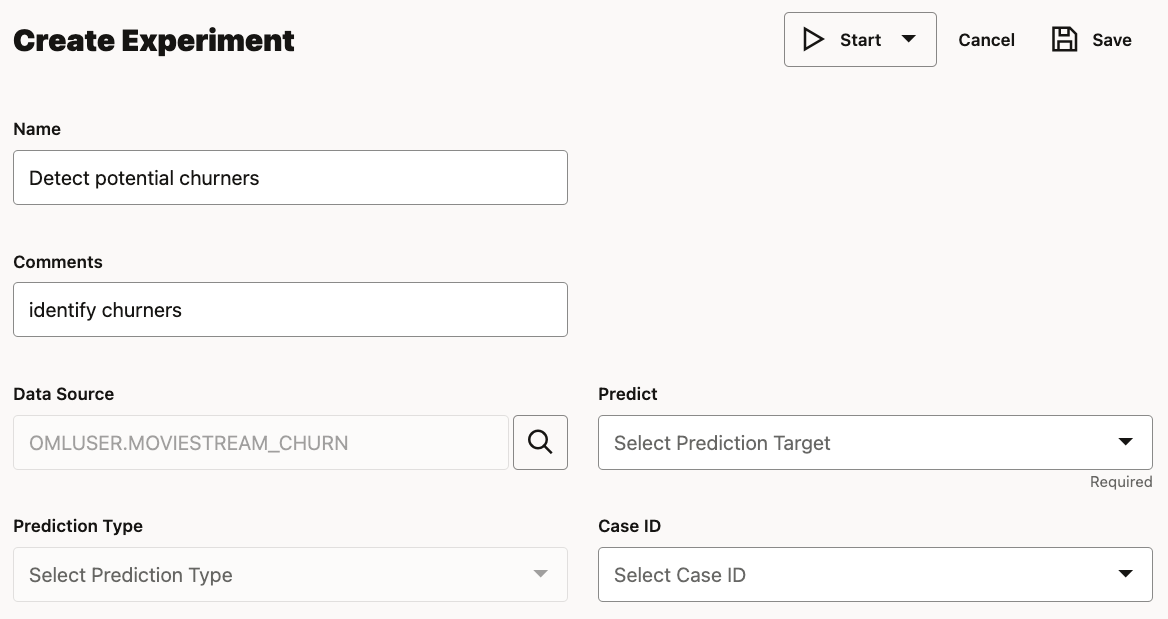 Create Experiment
Start
Cancel
Save
Name
Detect potential churners
Comments
identify churners
Data Source
Predict
OMLUSER.MOVIESTREAM_CHURN
Select Prediction Target
Required
Prediction Type
Case ID
Select Prediction Type
Select Case ID